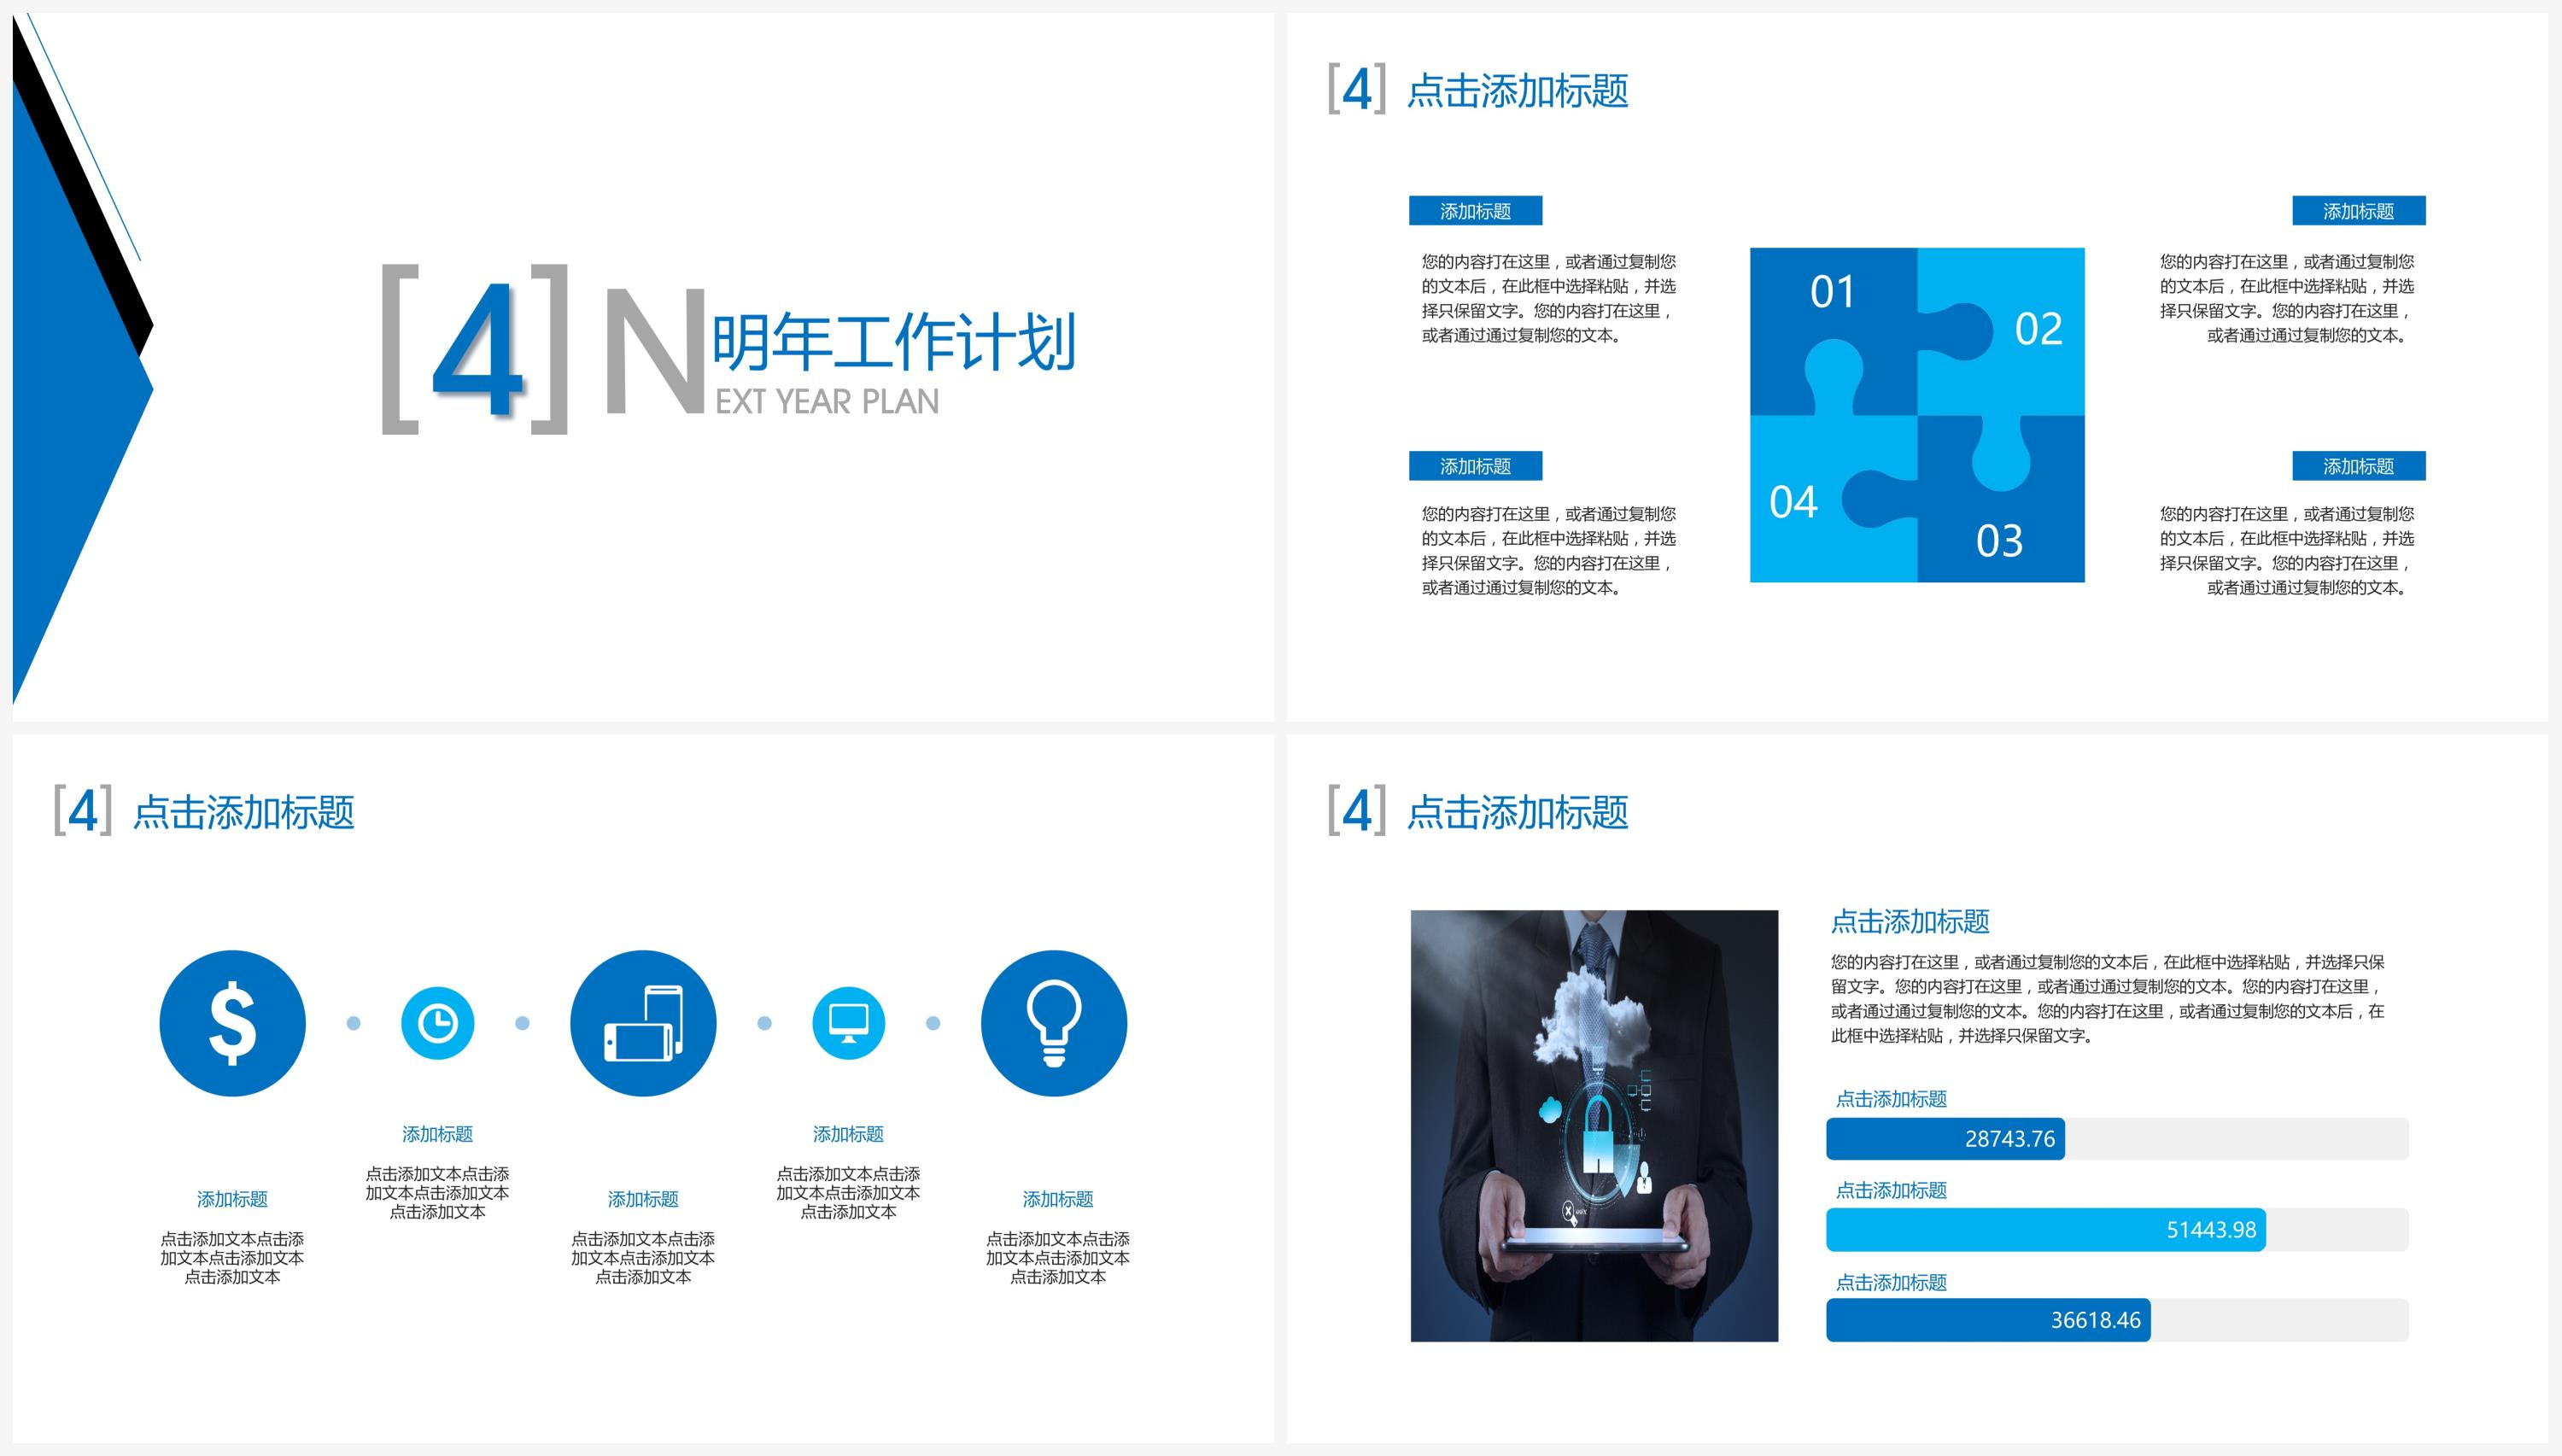 [4] N明年工作计划
EXT YEAR PLAN
[4] 点击添加标题
添加标题
您的内容打在这里，或者通过复制您
的文本后，在此框中选择粘贴，并选
择只保留文字。您的内容打在这里，
或者通过通过复制您的文本。
添加标题
您的内容打在这里，或者通过复制您
的文本后，在此框中选择粘贴，并选
择只保留文字。您的内容打在这里，
或者通过通过复制您的文本。
01
02
04
03
添加标题
您的内容打在这里，或者通过复制您
的文本后，在此框中选择粘贴，并选
择只保留文字。您的内容打在这里，
或者通过通过复制您的文本。
添加标题
您的内容打在这里，或者通过复制您
的文本后，在此框中选择粘贴，并选
择只保留文字。您的内容打在这里，
或者通过通过复制您的文本。
[4] 点击添加标题
$
添加标题
点击添加文本点击添
加文本点击添加文本
点击添加文本
添加标题
点击添加文本点击添
加文本点击添加文本
点击添加文本
添加标题
点击添加文本点击添
加文本点击添加文本
点击添加文本
添加标题
点击添加文本点击添
加文本点击添加文本
点击添加文本
添加标题
点击添加文本点击添
加文本点击添加文本
点击添加文本
[4] 点击添加标题
点击添加标题
您的内容打在这里，或者通过复制您的文本后，在此框中选择粘贴，并选择只保
留文字。您的内容打在这里，或者通过通过复制您的文本。您的内容打在这里，
或者通过通过复制您的文本。您的内容打在这里，或者通过复制您的文本后，在
此框中选择粘贴，并选择只保留文字。
点击添加标题
28743.76
点击添加标题
51443.98
点击添加标题
36618.46